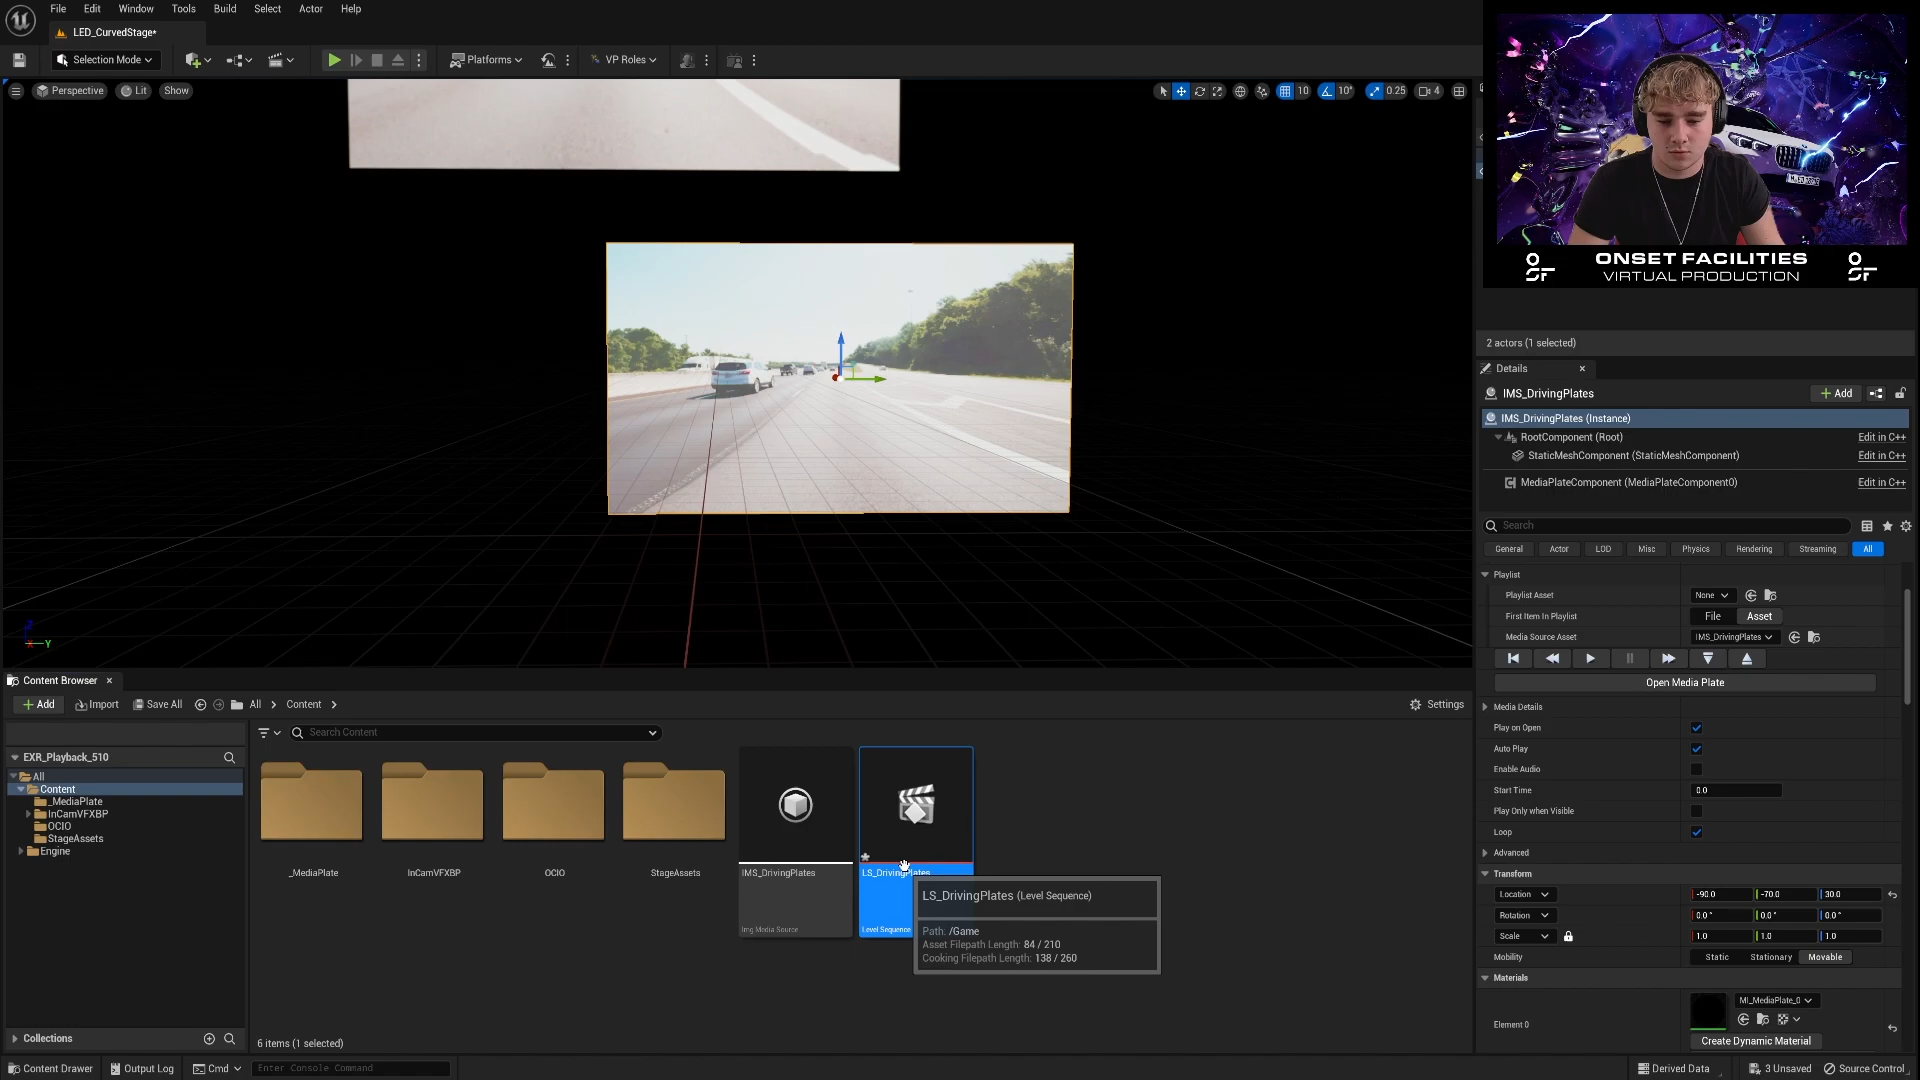 File Edit Window Tools Build Select Actor Help
LED_CurvedStage*
Selection Mode
Platforms
VP Roles
Perspective
Lit
Show
10
10°
0.25
4
ONSET FACILITIES
VIRTUAL PRODUCTION
2 actors (1 selected)
Details
IMS_DrivingPlates
+ Add
IMS_DrivingPlates (Instance)
RootComponent (Root)
Edit in C++
StaticMeshComponent (StaticMeshComponent)
Edit in C++
MediaPlateComponent (MediaPlateComponent0)
Edit in C++
Search
General
Actor
LOD
Misc
Physics
Rendering
Streaming
All
Playlist
Playlist Asset
None
First Item In Playlist
File
Asset
Media Source Asset
IMS_DrivingPlates
Open Media Plate
Media Details
Play on Open
Auto Play
Enable Audio
Start Time
0.0
Play Only when Visible
Loop
Advanced
Transform
Location
-90.0
-70.0
30.0
Rotation
0.0°
0.0°
0.0°
Scale
1.0
1.0
1.0
Mobility
Static
Stationary
Movable
Materials
Element 0
MI_MediaPlate_0
Create Dynamic Material
Z
X
Y
Content Browser
+ Add
Import
Save All
All
Content
Settings
EXR_Playback_510
Search Content
All
Content
_MediaPlate
InCamVFXBP
OCIO
StageAssets
Engine
_MediaPlate
InCamVFXBP
OCIO
StageAssets
IMS_DrivingPlates
Img Media Source
LS_DrivingPlates
Level Sequence
LS_DrivingPlates (Level Sequence)
Path: /Game
Asset Filepath Length: 84 / 210
Cooking Filepath Length: 138 / 260
Collections
6 items (1 selected)
Content Drawer
Output Log
Cmd
Enter Console Command
Derived Data
3 Unsaved
Source Control